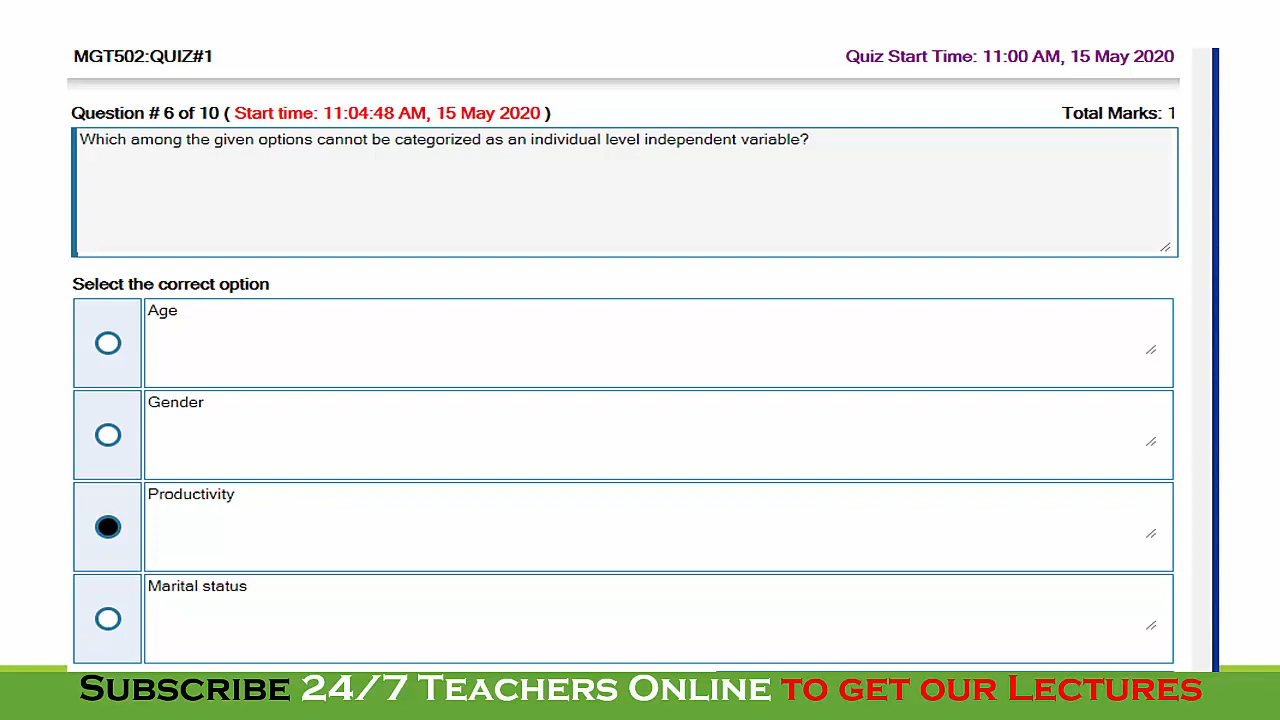 MGT502:QUIZ#1
Quiz Start Time: 11:00 AM, 15 May 2020
Question # 6 of 10 ( Start time: 11:04:48 AM, 15 May 2020 )
Total Marks: 1
Which among the given options cannot be categorized as an individual level independent variable?
Select the correct option
Age
Gender
Productivity
Marital status
SUBSCRIBE 24/7 TEACHERS ONLINE TO GET OUR LECTURES